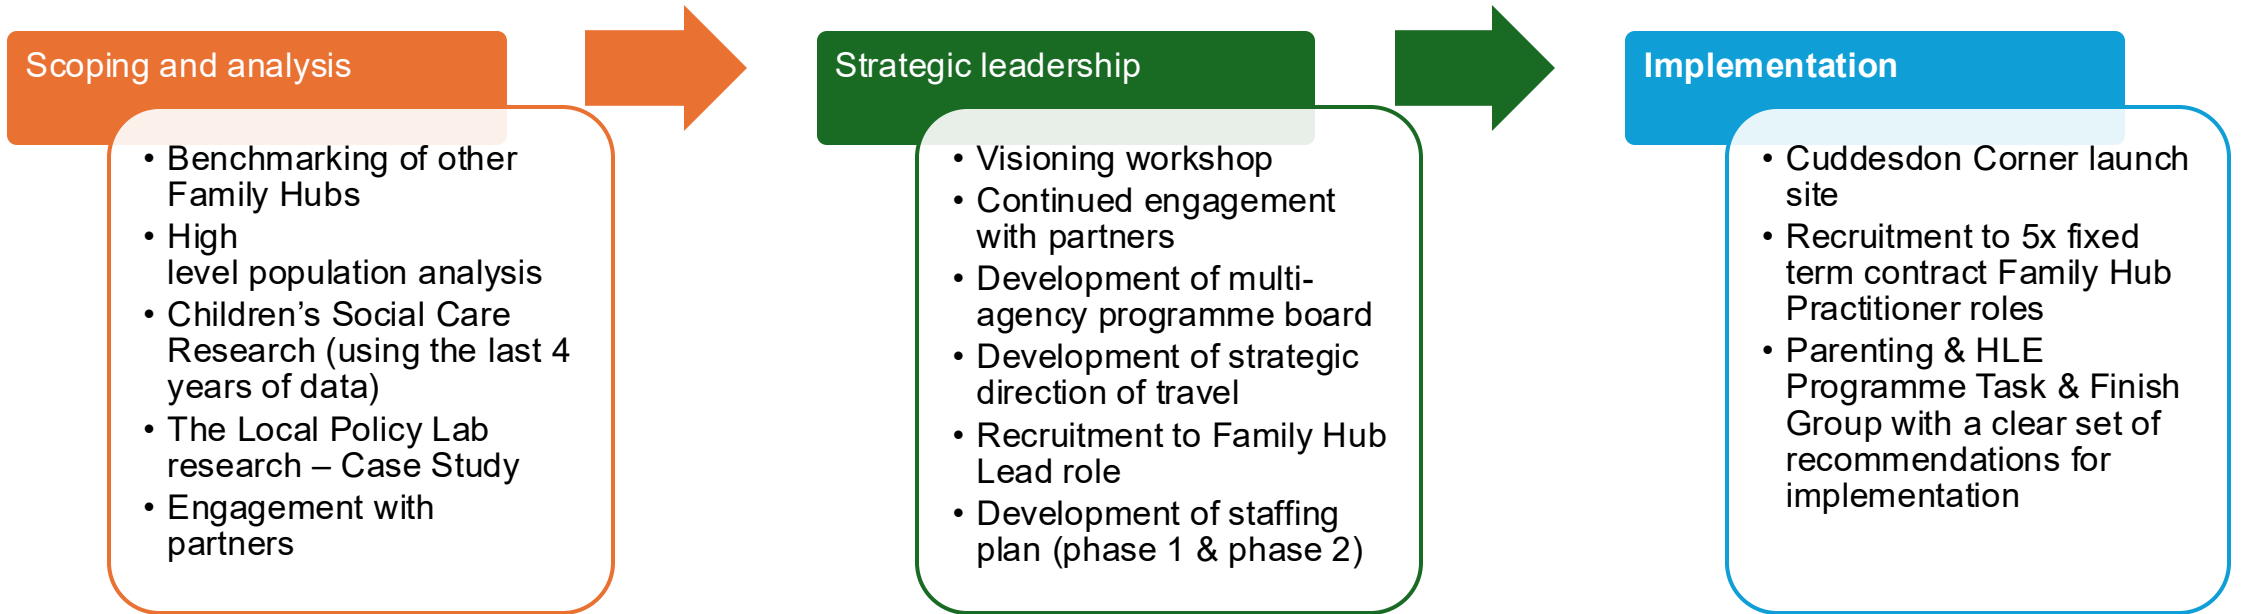 Scoping and analysis
• Benchmarking of other
Family Hubs
• High
level population analysis
• Children’s Social Care
Research (using the last 4
years of data)
• The Local Policy Lab
research – Case Study
• Engagement with
partners
Strategic leadership
• Visioning workshop
• Continued engagement
with partners
• Development of multi-
agency programme board
• Development of strategic
direction of travel
• Recruitment to Family Hub
Lead role
• Development of staffing
plan (phase 1 & phase 2)
Implementation
• Cuddesdon Corner launch
site
• Recruitment to 5x fixed
term contract Family Hub
Practitioner roles
• Parenting & HLE
Programme Task & Finish
Group with a clear set of
recommendations for
implementation